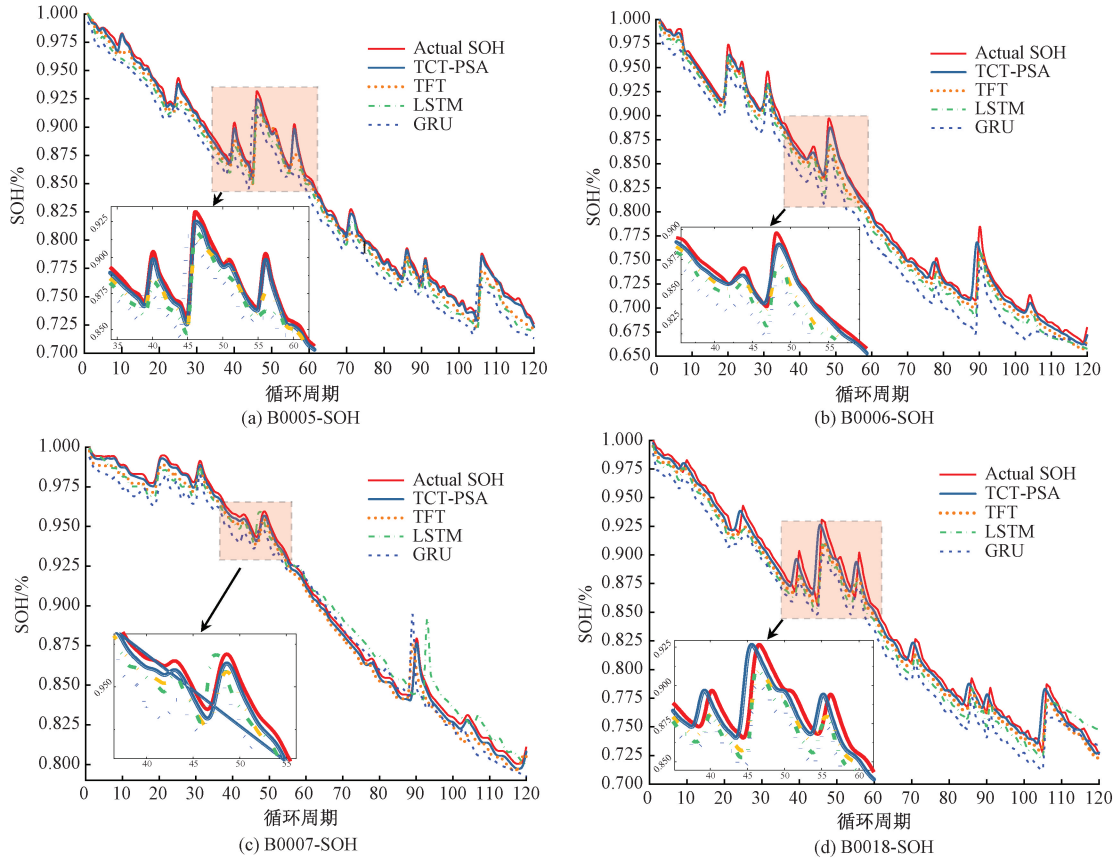 1.000
0.975
0.950
0.925
0.900
0.875
0.850
0.825
0.800
0.775
0.750
0.725
0.700
SOH/%
Actual SOH
TCT-PSA
TFT
LSTM
GRU
0.925
0.900
0.875
0.850
35 40 45 50 55 60
0 10 20 30 40 50 60 70 80 90 100 110 120
循环周期
(a) B0005-SOH
1.000
0.975
0.950
0.925
0.900
0.875
0.850
0.825
0.800
0.775
0.750
0.725
0.700
0.675
0.650
SOH/%
Actual SOH
TCT-PSA
TFT
LSTM
GRU
0.900
0.875
0.850
0.825
40 45 50 55
0 10 20 30 40 50 60 70 80 90 100 110 120
循环周期
(b) B0006-SOH
1.000
0.975
0.950
0.925
0.900
0.875
0.850
0.825
0.800
SOH/%
Actual SOH
TCT-PSA
TFT
LSTM
GRU
0.950
40 45 50 55
0 10 20 30 40 50 60 70 80 90 100 110 120
循环周期
(c) B0007-SOH
1.000
0.975
0.950
0.925
0.900
0.875
0.850
0.825
0.800
0.775
0.750
0.725
0.700
SOH/%
Actual SOH
TCT-PSA
TFT
LSTM
GRU
0.925
0.900
0.875
0.850
40 45 50 55 60
0 10 20 30 40 50 60 70 80 90 100 110 120
循环周期
(d) B0018-SOH